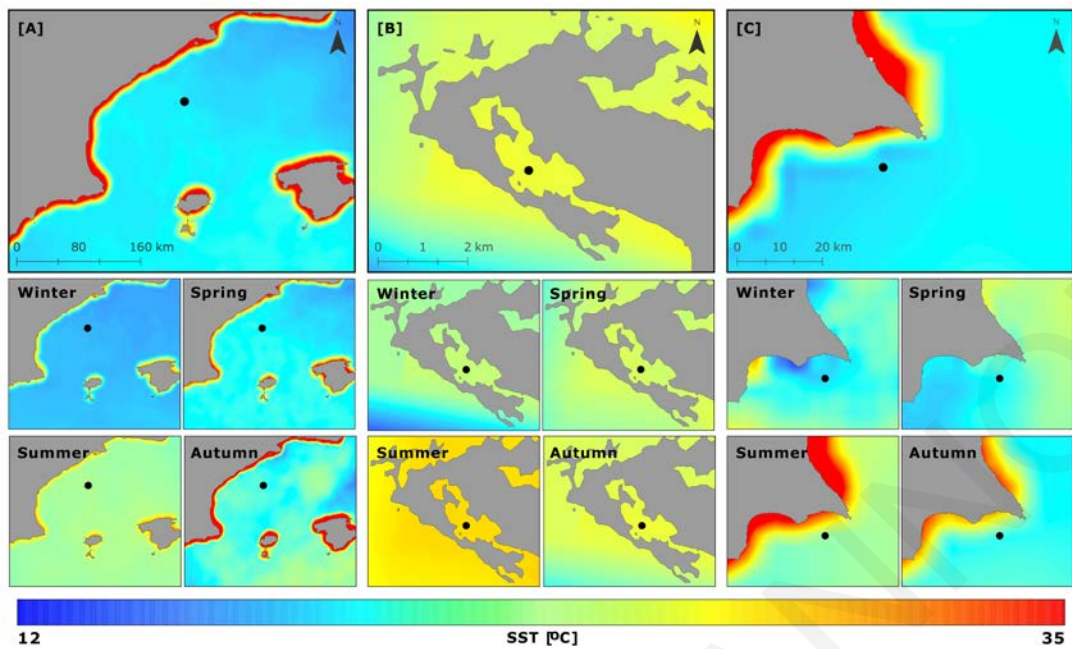 [A] N
0 80 160 km
[B] N
0 1 2 km
[C] N
0 10 20 km
Winter Spring
Winter Spring
Winter Spring
Summer Autumn
Summer Autumn
Summer Autumn
12 SST [ºC] 35